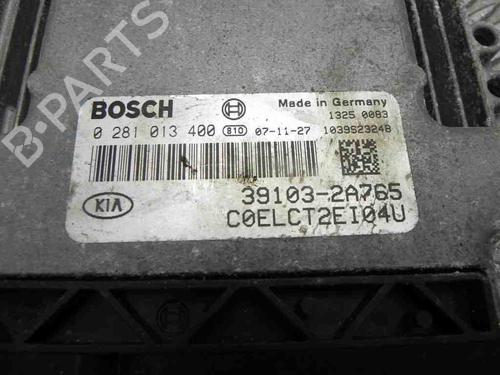 B-PARTS
BOSCH
Made in Germany
1325 0083
0 281 013 400 810 07-11-27 1039S23248
39103-2A765
KIA
C0ELCT2EI04U